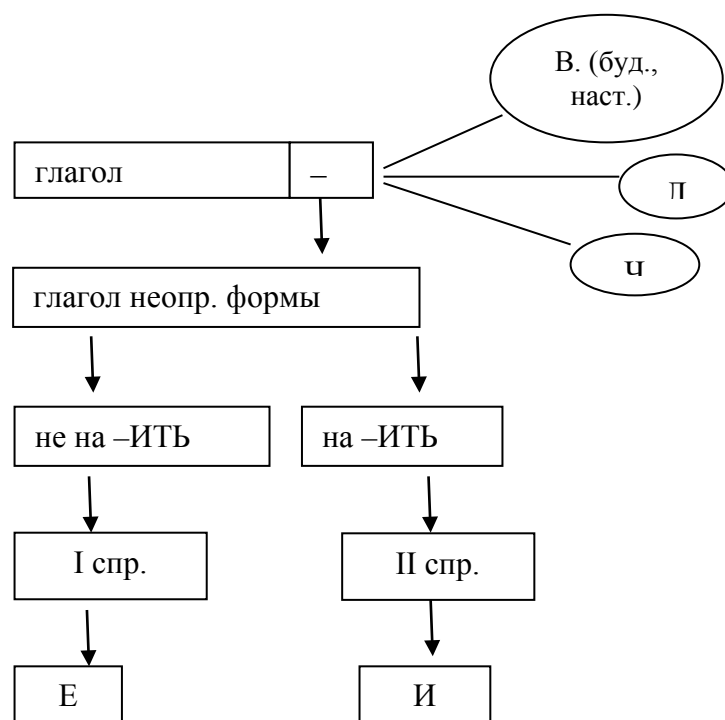 В. (буд.,
наст.)
глагол –
Л
Ч
глагол неопр. формы
не на –ИТЬ
на –ИТЬ
I спр.
II спр.
Е
И